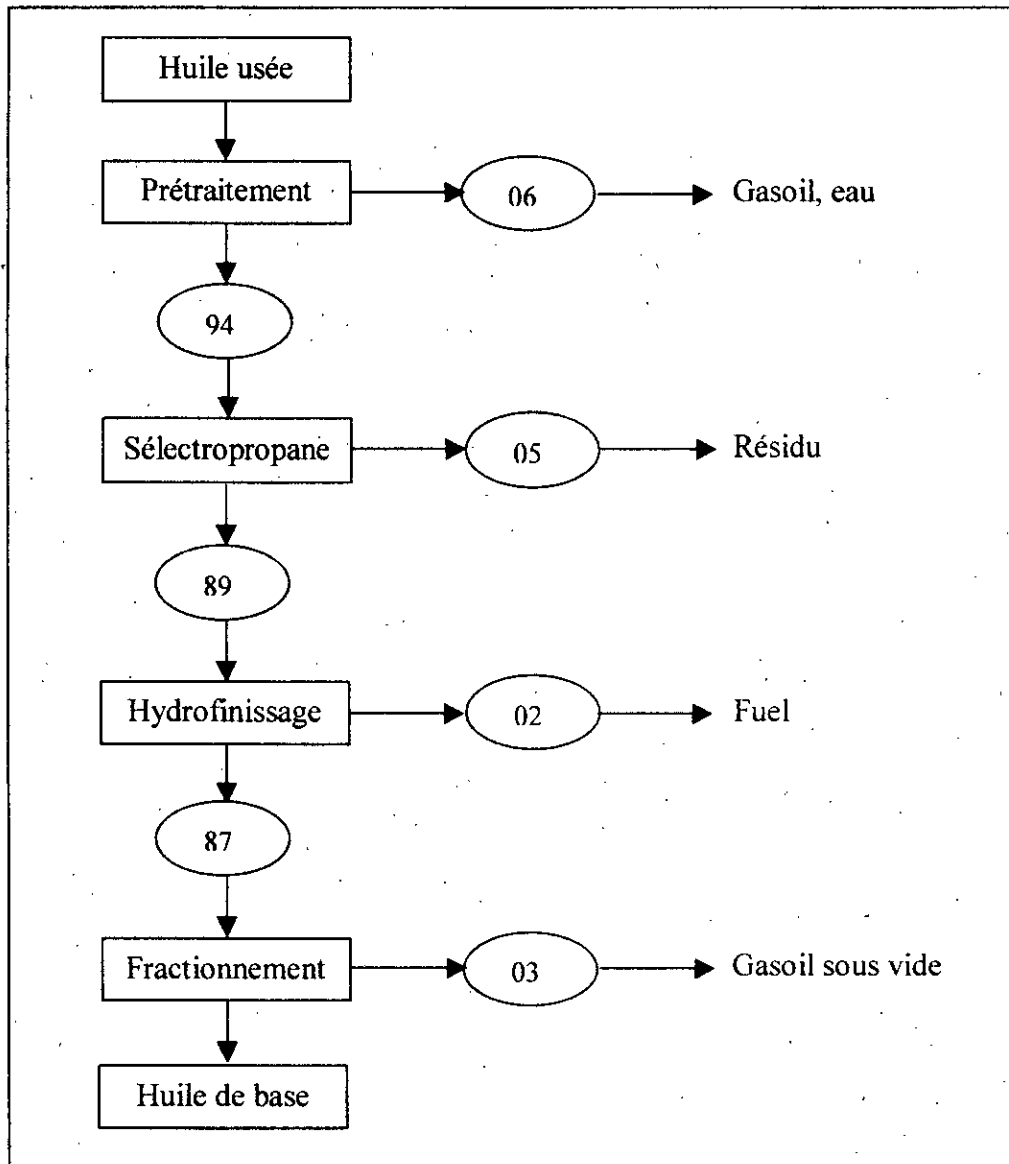 Huile usée
Prétraitement
06
Gasoil, eau
94
Sélectropropane
05
Résidu
89
Hydrofinissage
02
Fuel
87
Fractionnement
03
Gasoil sous vide
Huile de base